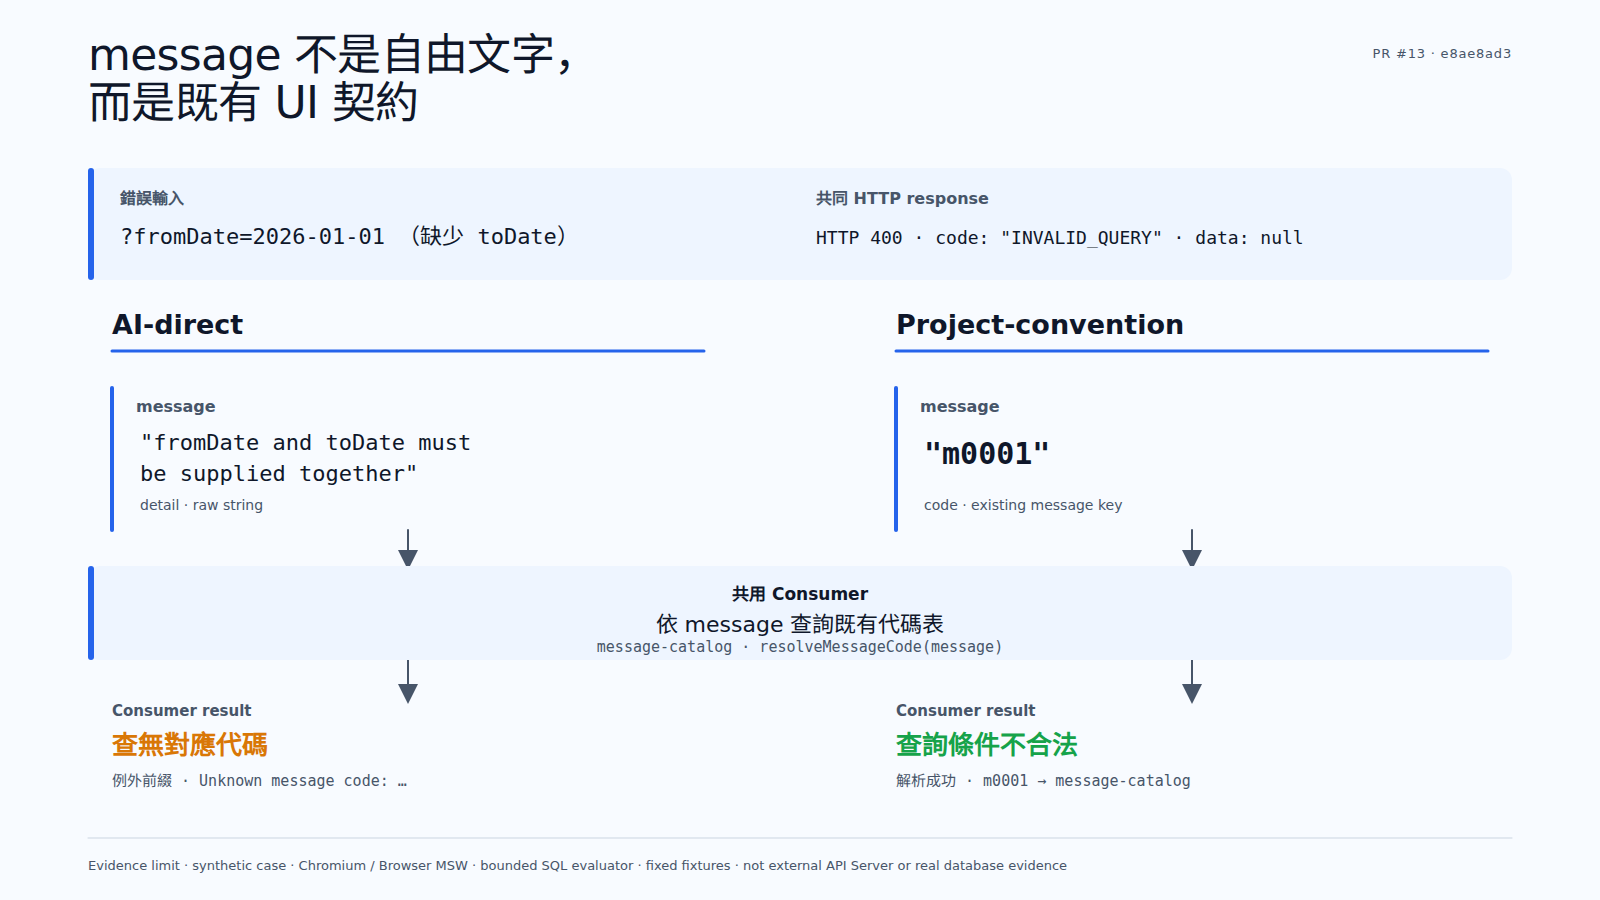 message 不是自由文字，
而是既有 UI 契約
PR #13 · e8ae8ad3
錯誤輸入
?fromDate=2026-01-01 （缺少 toDate）
共同 HTTP response
HTTP 400 · code: "INVALID_QUERY" · data: null
AI-direct
message
"fromDate and toDate must
be supplied together"
detail · raw string
Project-convention
message
"m0001"
code · existing message key
共用 Consumer
依 message 查詢既有代碼表
message-catalog · resolveMessageCode(message)
Consumer result
查無對應代碼
例外前綴 · Unknown message code: …
Consumer result
查詢條件不合法
解析成功 · m0001 → message-catalog
Evidence limit · synthetic case · Chromium / Browser MSW · bounded SQL evaluator · fixed fixtures · not external API Server or real database evidence